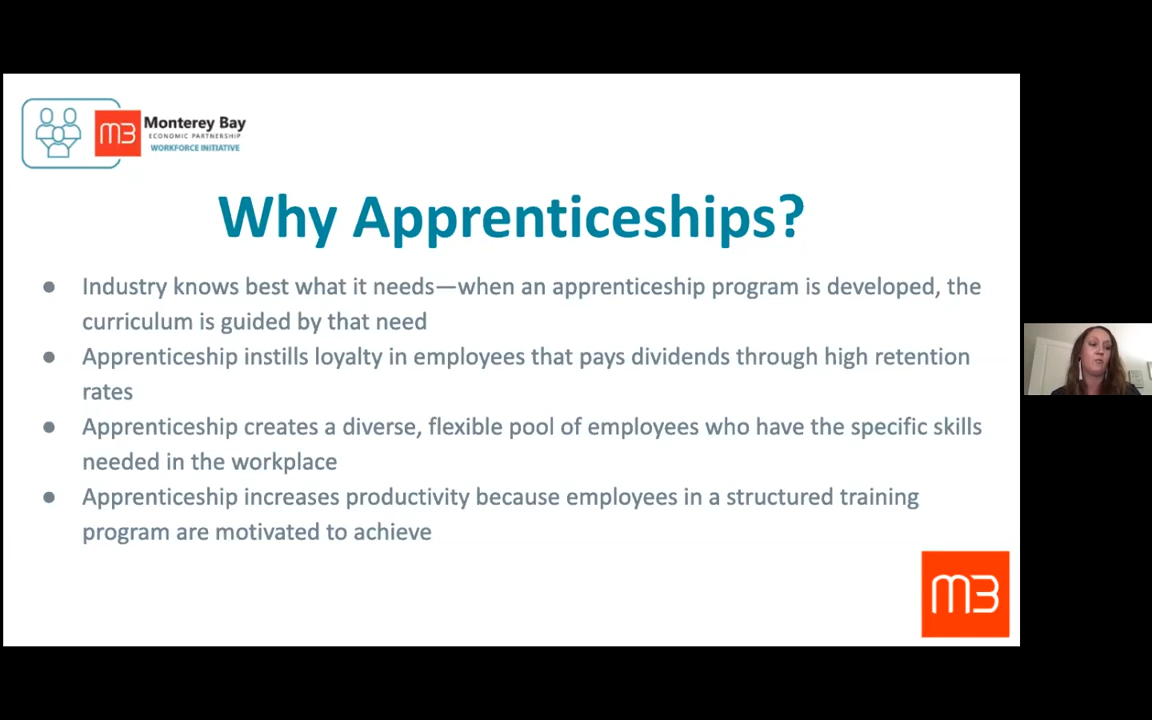 Monterey Bay
ECONOMIC PARTNERSHIP
WORKFORCE INITIATIVE
Why Apprenticeships?
● Industry knows best what it needs—when an apprenticeship program is developed, the
curriculum is guided by that need
● Apprenticeship instills loyalty in employees that pays dividends through high retention
rates
● Apprenticeship creates a diverse, flexible pool of employees who have the specific skills
needed in the workplace
● Apprenticeship increases productivity because employees in a structured training
program are motivated to achieve